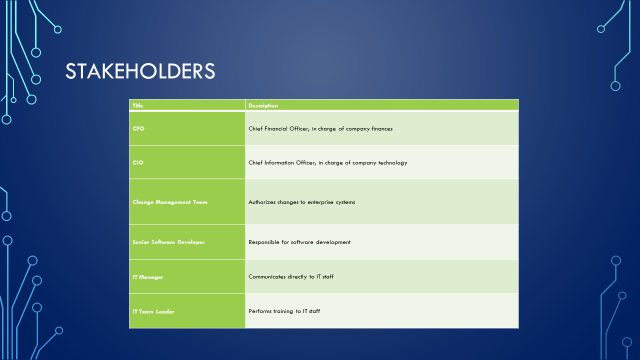 STAKEHOLDERS
Title Description
CFO Chief Financial Officer, in charge of company finances
CIO Chief Information Officer, in charge of company technology
Change Management Team Authorizes changes to enterprise systems
Senior Software Developer Responsible for software development
IT Manager Communicates directly to IT staff
IT Team Leader Performs training to IT staff